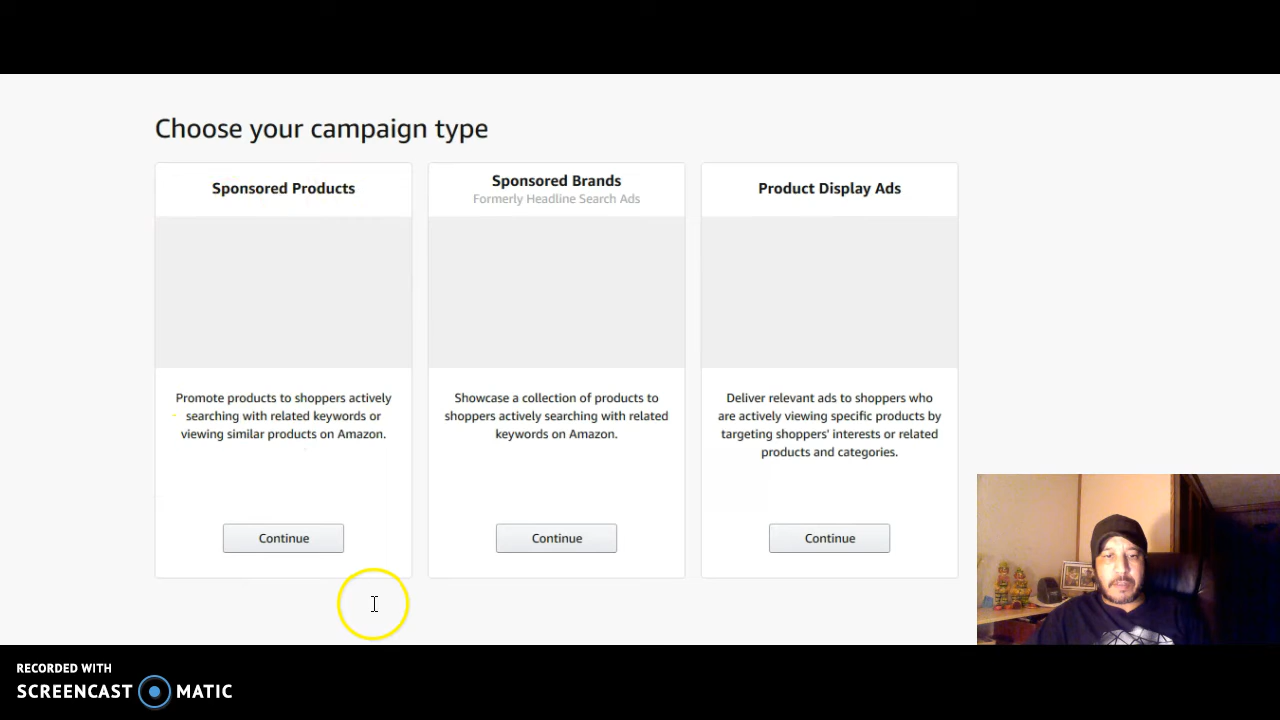 Choose your campaign type
Sponsored Products
Promote products to shoppers actively
searching with related keywords or
viewing similar products on Amazon.
Continue
Sponsored Brands
Formerly Headline Search Ads
Showcase a collection of products to
shoppers actively searching with related
keywords on Amazon.
Continue
Product Display Ads
Deliver relevant ads to shoppers who
are actively viewing specific products by
targeting shoppers' interests or related
products and categories.
Continue
RECORDED WITH
SCREENCAST MATIC